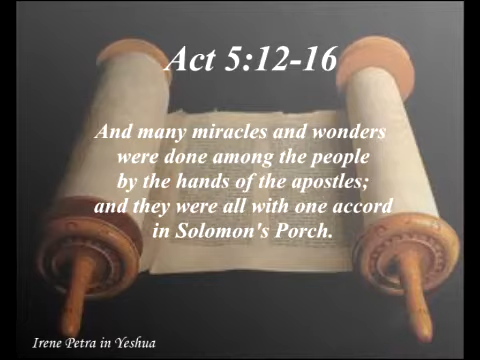 Act 5:12-16
And many miracles and wonders
were done among the people
by the hands of the apostles;
and they were all with one accord
in Solomon's Porch.
Irene Petra in Yeshua